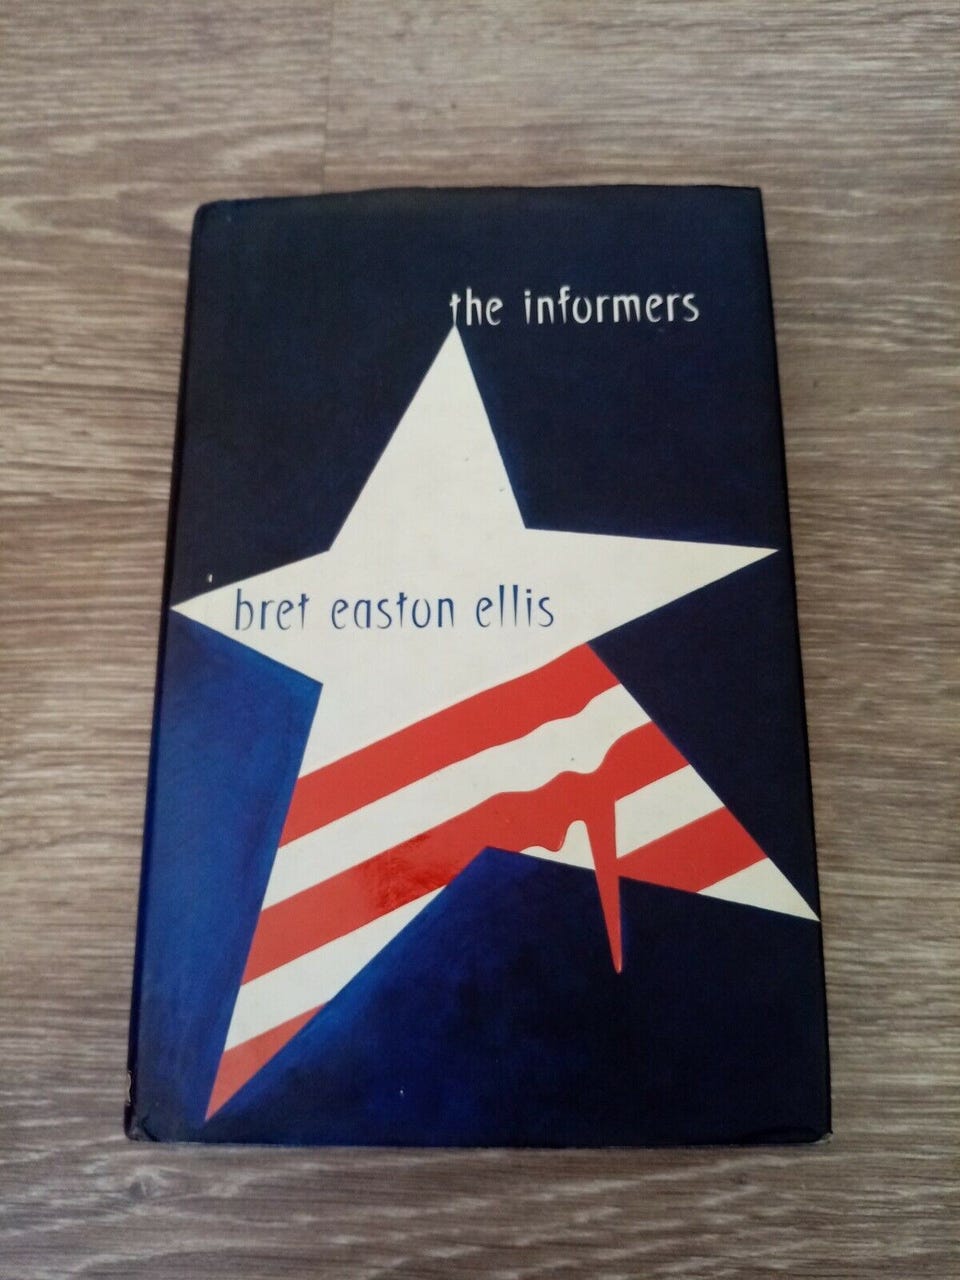 the informers
bret easton ellis